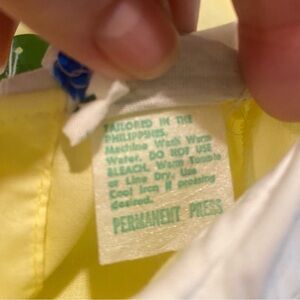 TAILORED IN THE
PHILIPPINES.
Machine Wash Warm
Water. DO NOT USE
BLEACH. Warm Tumble
or Line Dry. Use
Cool Iron if pressing
desired.
PERMANENT PRESS